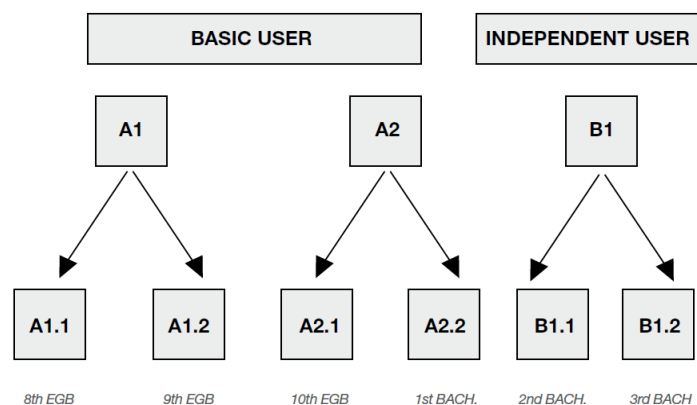 BASIC USER
INDEPENDENT USER
A1
A2
B1
A1.1
A1.2
A2.1
A2.2
B1.1
B1.2
8th EGB
9th EGB
10th EGB
1st BACH.
2nd BACH.
3rd BACH